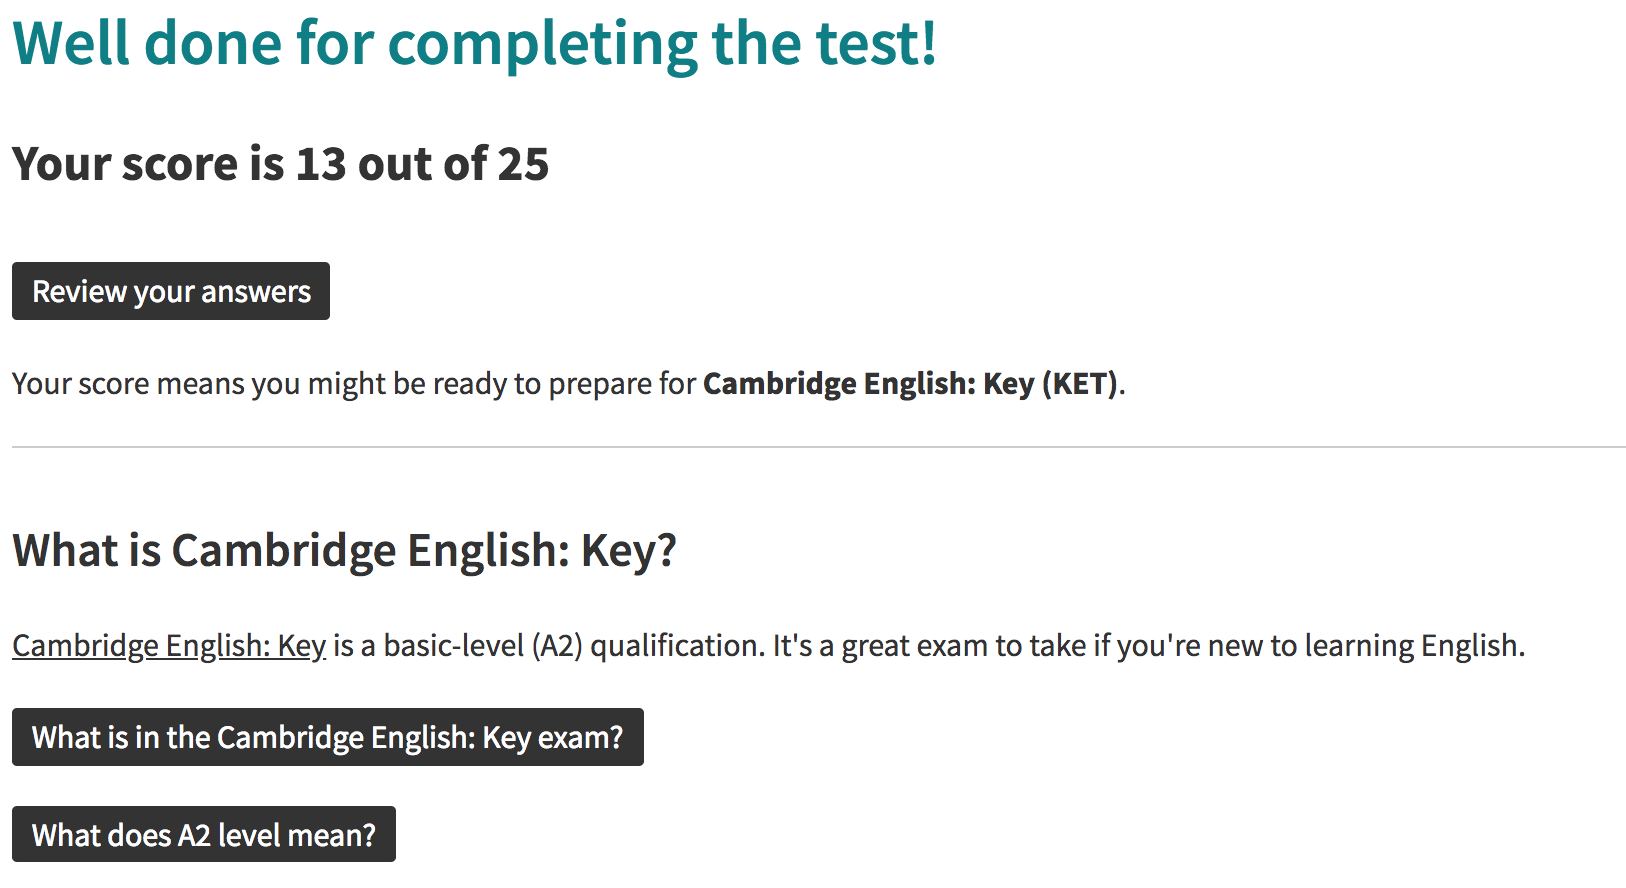 Well done for completing the test!
Your score is 13 out of 25
Review your answers
Your score means you might be ready to prepare for Cambridge English: Key (KET).
What is Cambridge English: Key?
Cambridge English: Key is a basic-level (A2) qualification. It's a great exam to take if you're new to learning English.
What is in the Cambridge English: Key exam?
What does A2 level mean?